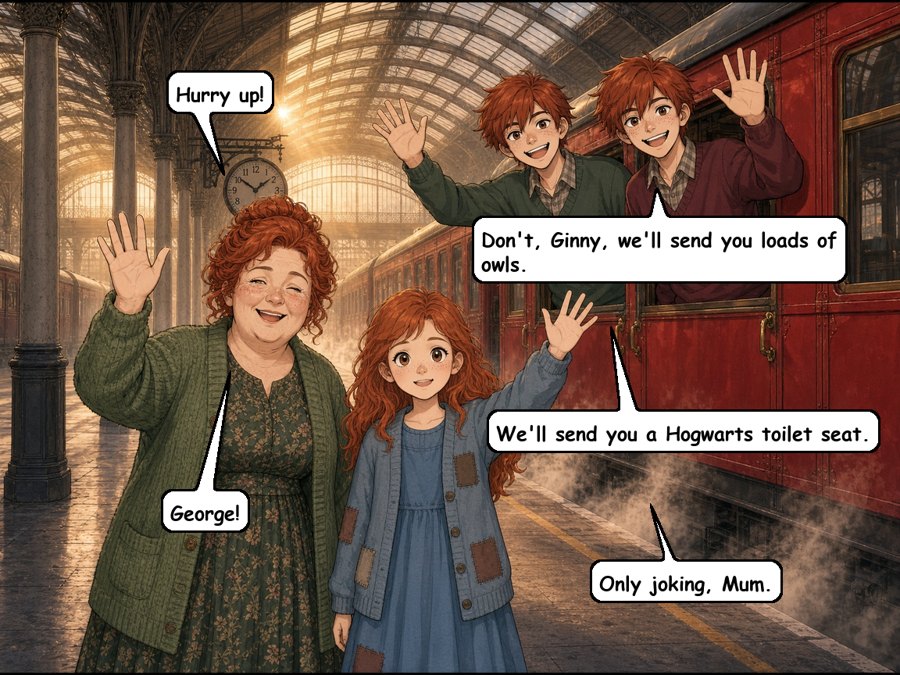 Hurry up!
Don't, Ginny, we'll send you loads of
owls.
We'll send you a Hogwarts toilet seat.
George!
Only joking, Mum.